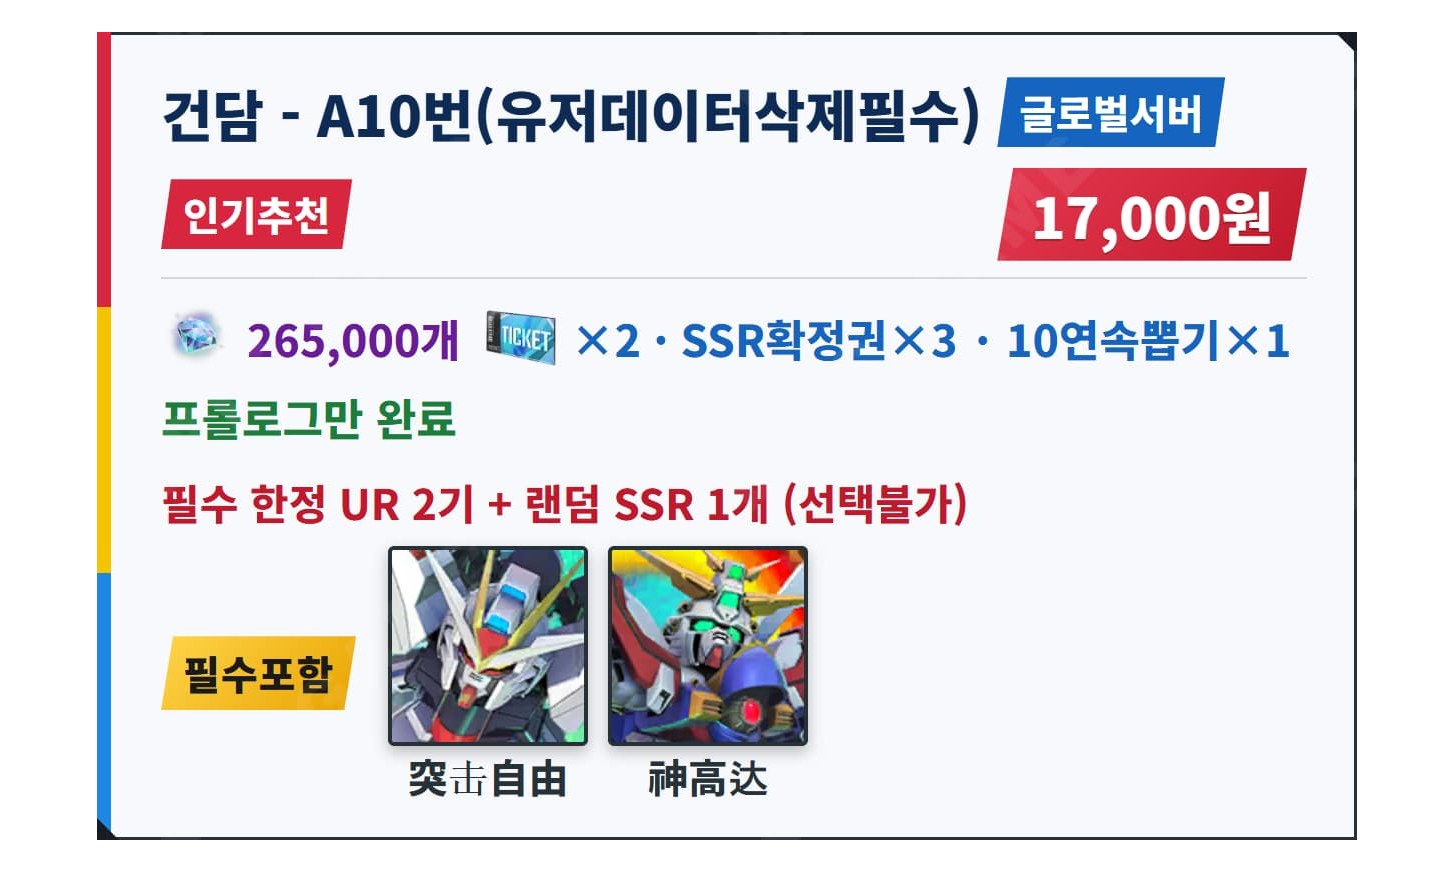 건담 - A10번(유저데이터삭제필수) 글로벌서버
인기추천
17,000원
265,000개 TICKET ×2 · SSR확정권×3 · 10연속뽑기×1
프롤로그만 완료
필수 한정 UR 2기 + 랜덤 SSR 1개 (선택불가)
필수포함
突击自由
神高达